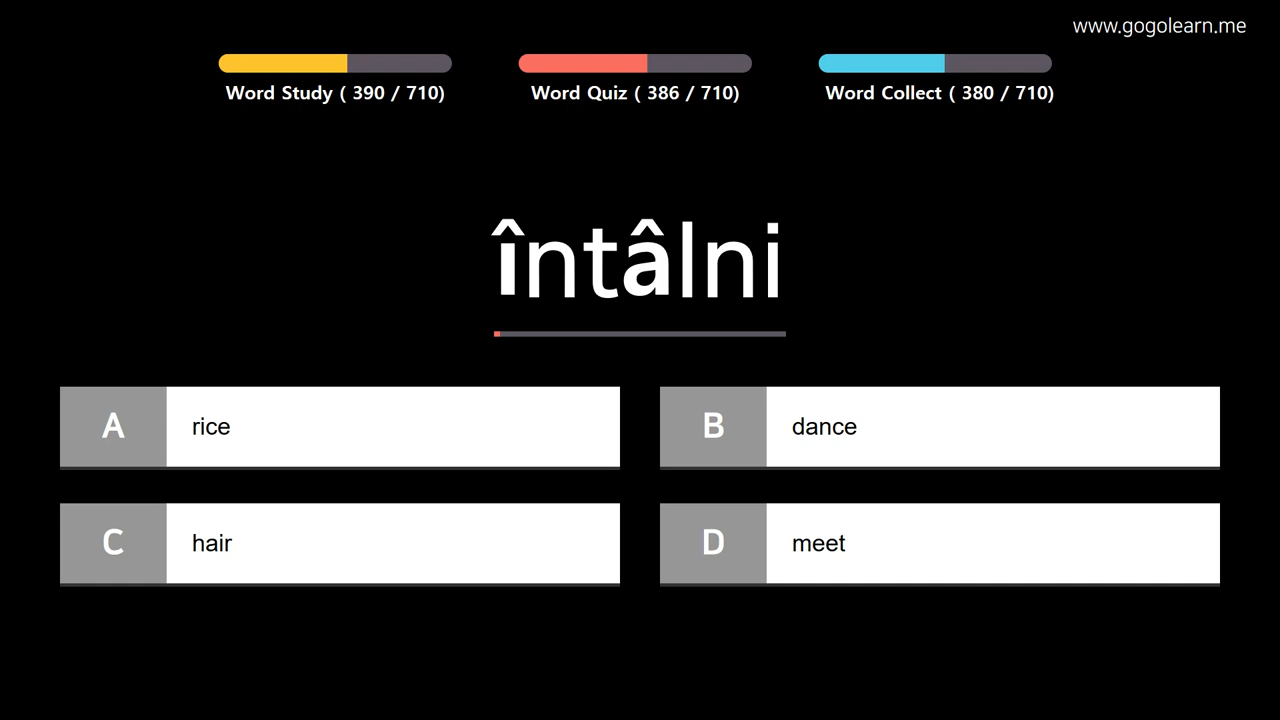 www.gogolearn.me
Word Study ( 390 / 710)
Word Quiz ( 386 / 710)
Word Collect ( 380 / 710)
întâlni
A rice
B dance
C hair
D meet